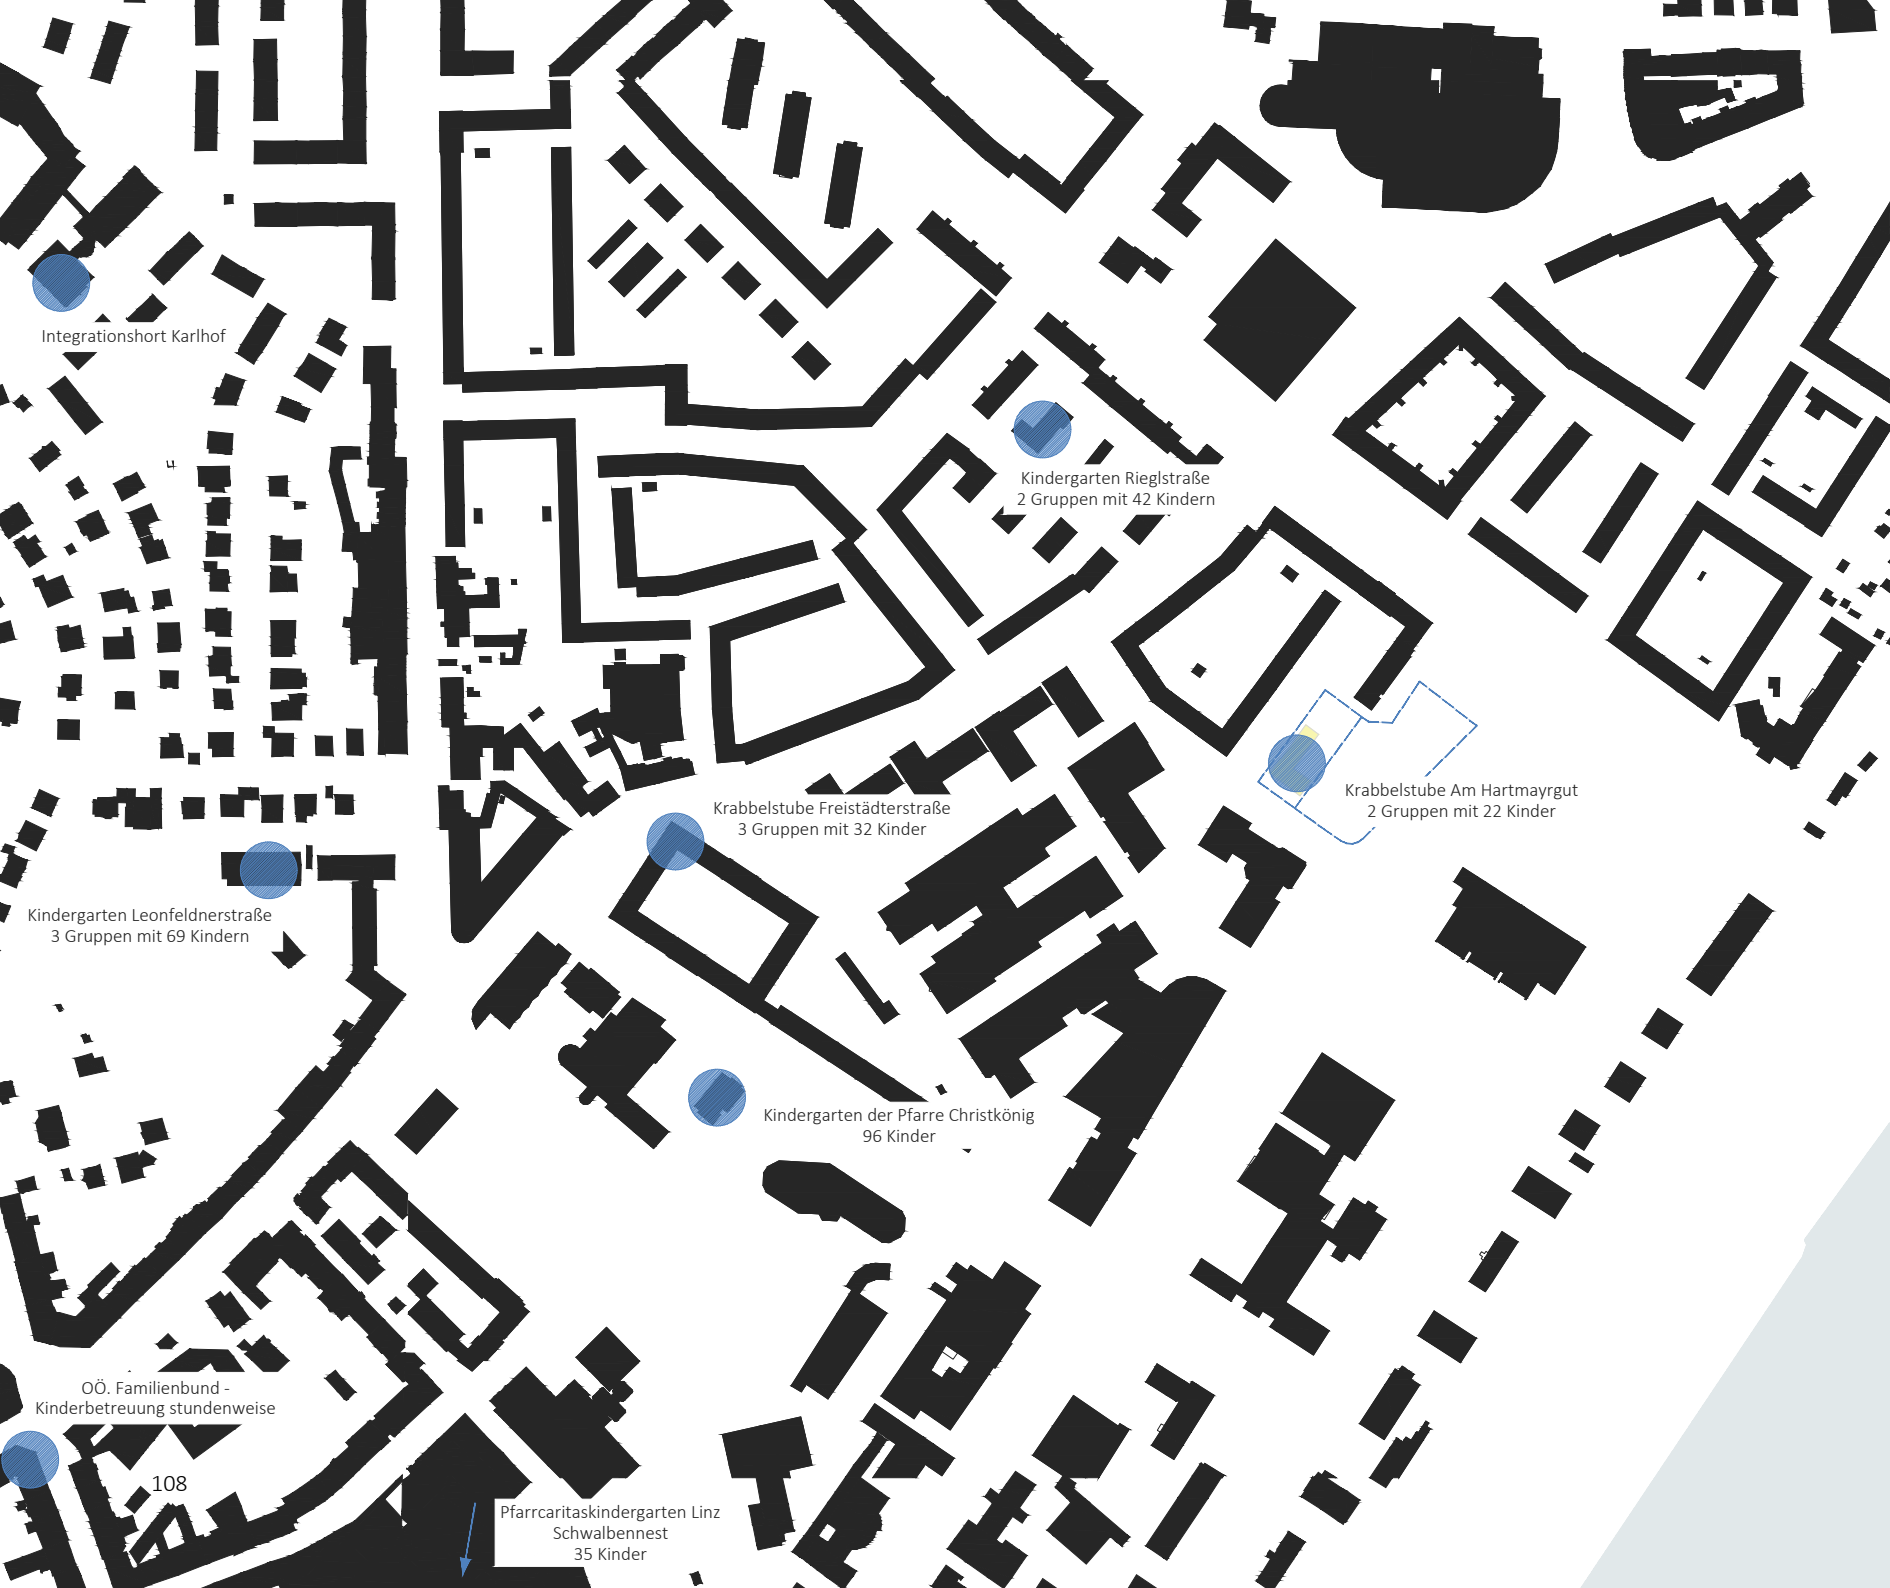 Integrationshort Karlhof
Kindergarten Rieglstraße
2 Gruppen mit 42 Kindern
Krabbelstube Am Hartmayrgut
2 Gruppen mit 22 Kinder
Krabbelstube Freistädterstraße
3 Gruppen mit 32 Kinder
Kindergarten Leonfeldnerstraße
3 Gruppen mit 69 Kindern
Kindergarten der Pfarre Christkönig
96 Kinder
OÖ. Familienbund -
Kinderbetreuung stundenweise
108
Pfarrcaritaskindergarten Linz
Schwalbennest
35 Kinder